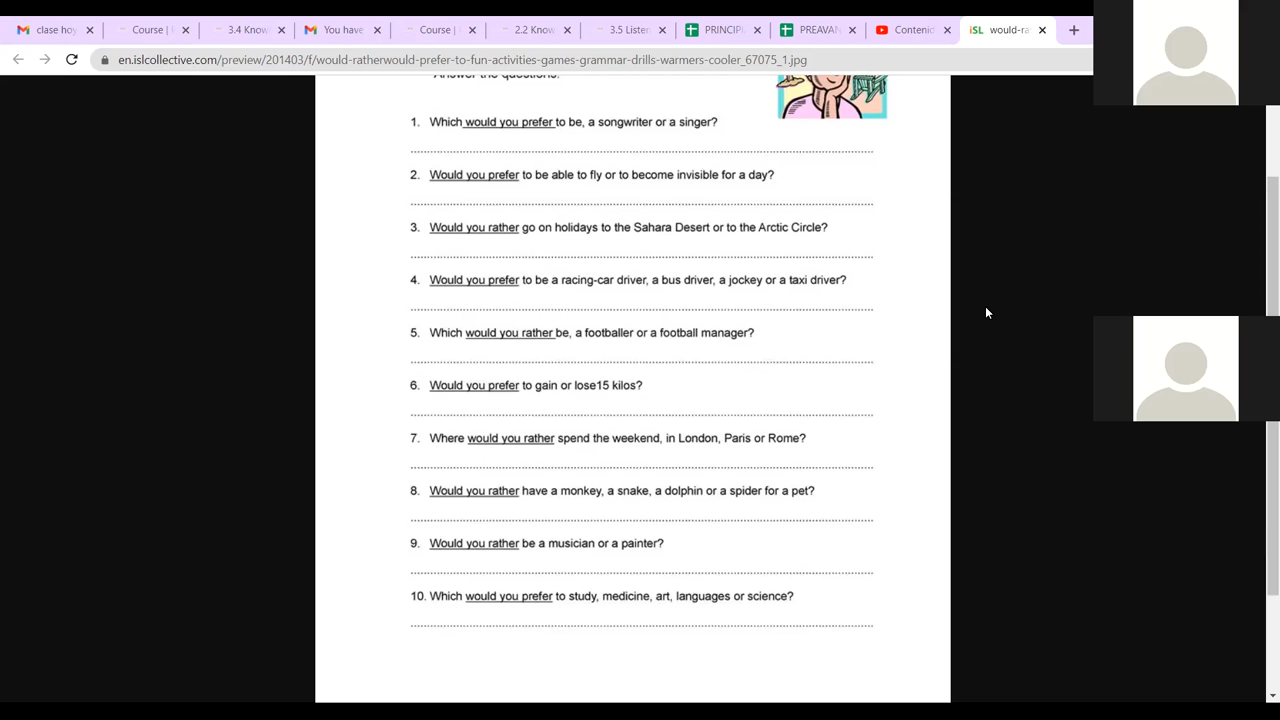 clase hoy
Course |
3.4 Know
You have
Course |
2.2 Know
3.5 Listen
PRINCIPI
PREAVAN
Contenid
iSL would-ra
en.islcollective.com/preview/201403/f/would-ratherwould-prefer-to-fun-activities-games-grammar-drills-warmers-cooler_67075_1.jpg
Answer the questions.
1. Which would you prefer to be, a songwriter or a singer?
2. Would you prefer to be able to fly or to become invisible for a day?
3. Would you rather go on holidays to the Sahara Desert or to the Arctic Circle?
4. Would you prefer to be a racing-car driver, a bus driver, a jockey or a taxi driver?
5. Which would you rather be, a footballer or a football manager?
6. Would you prefer to gain or lose15 kilos?
7. Where would you rather spend the weekend, in London, Paris or Rome?
8. Would you rather have a monkey, a snake, a dolphin or a spider for a pet?
9. Would you rather be a musician or a painter?
10. Which would you prefer to study, medicine, art, languages or science?